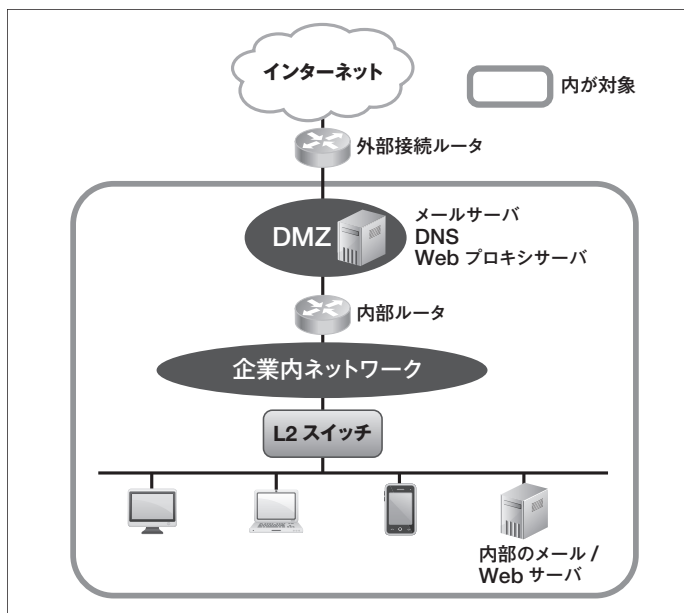 インターネット
内が対象
外部接続ルータ
DMZ
メールサーバ
DNS
Web プロキシサーバ
内部ルータ
企業内ネットワーク
L2 スイッチ
内部のメール /
Web サーバ